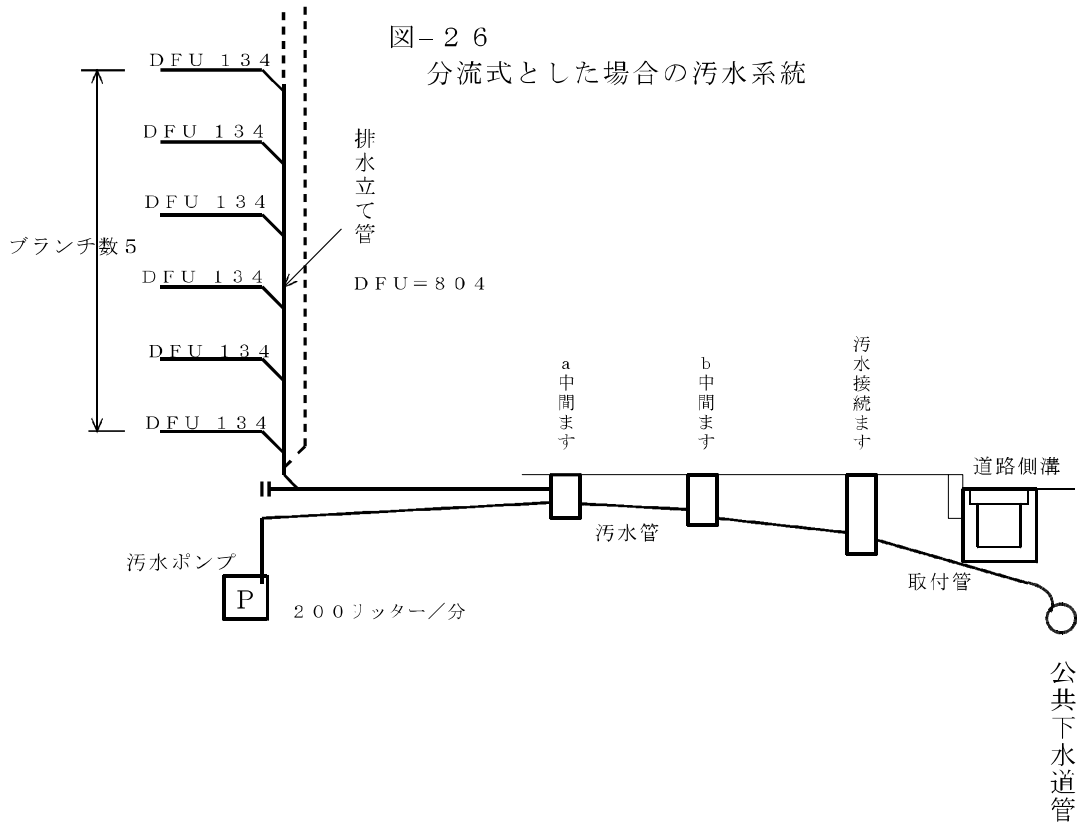 図−２６
分流式とした場合の汚水系統
ＤＦＵ １３４
ＤＦＵ １３４
ＤＦＵ １３４
ＤＦＵ １３４
ＤＦＵ １３４
ＤＦＵ １３４
ブランチ数５
排水立て管
ＤＦＵ＝８０４
a中間ます
b中間ます
汚水接続ます
道路側溝
汚水管
取付管
汚水ポンプ
Ｐ
２００リッター／分
公共下水道管